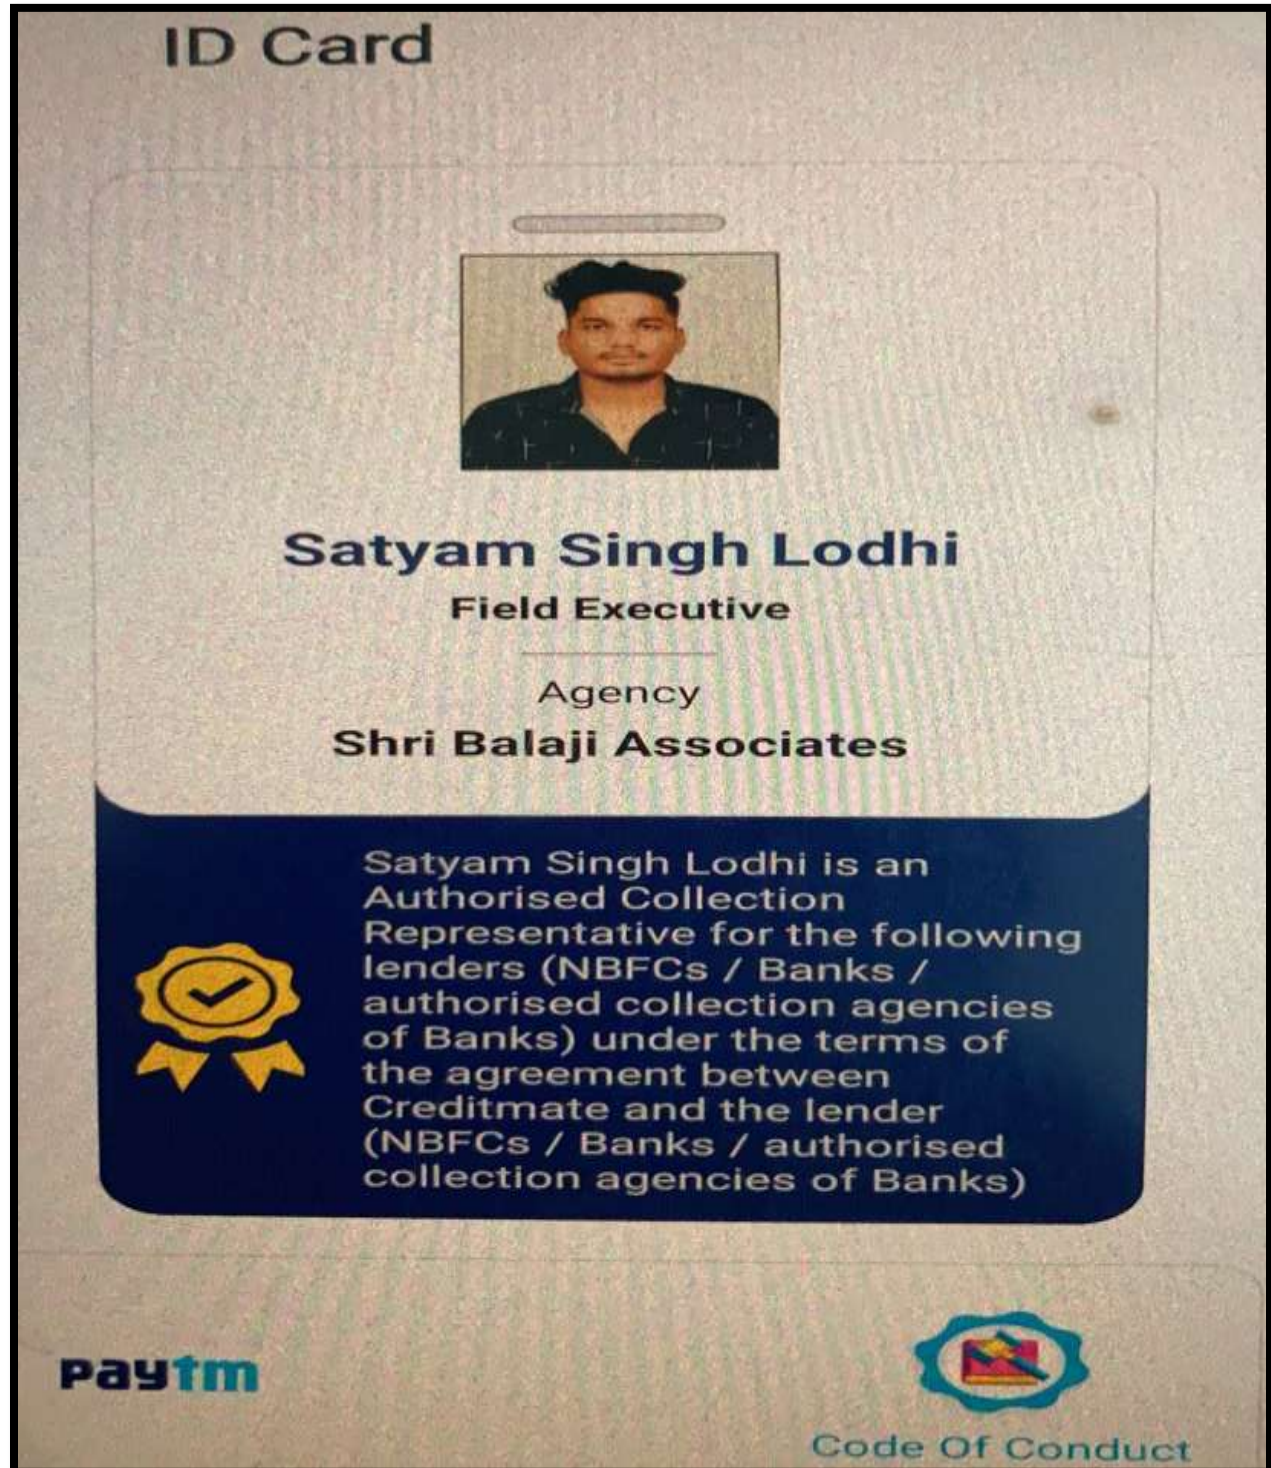 ID Card
Satyam Singh Lodhi
Field Executive
Agency
Shri Balaji Associates
Satyam Singh Lodhi is an
Authorised Collection
Representative for the following
lenders (NBFCs / Banks /
authorised collection agencies
of Banks) under the terms of
the agreement between
Creditmate and the lender
(NBFCs / Banks / authorised
collection agencies of Banks)
paytm
Code Of Conduct